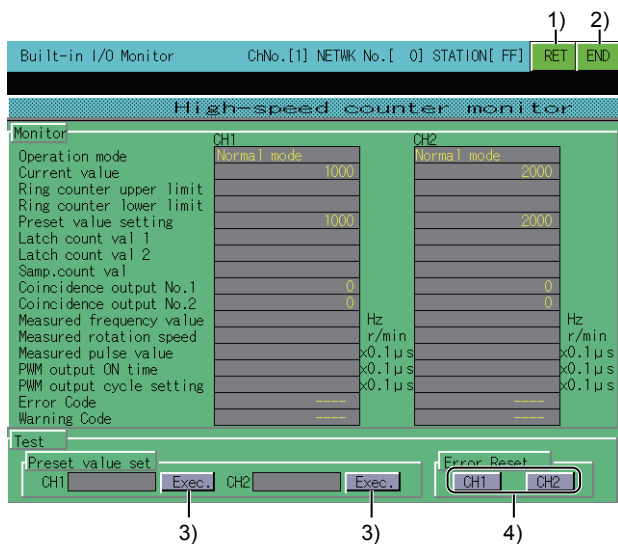 1) 2)
Built-in I/O Monitor ChNo.[1] NETWK No.[ 0] STATION[ FF] RET END
High-speed counter monitor
Monitor
CH1 CH2
Operation mode Normal mode Normal mode
Current value 1000 2000
Ring counter upper limit
Ring counter lower limit
Preset value setting 1000 2000
Latch count val 1
Latch count val 2
Samp.count val
Coincidence output No.1 0 0
Coincidence output No.2 0 0
Measured frequency value Hz Hz
Measured rotation speed r/min r/min
Measured pulse value x0.1μs x0.1μs
PWM output ON time x0.1μs x0.1μs
PWM output cycle setting x0.1μs x0.1μs
Error Code ---- ----
Warning Code ---- ----
Test
Preset value set Error Reset
CH1 Exec. CH2 Exec. CH1 CH2
3) 3) 4)